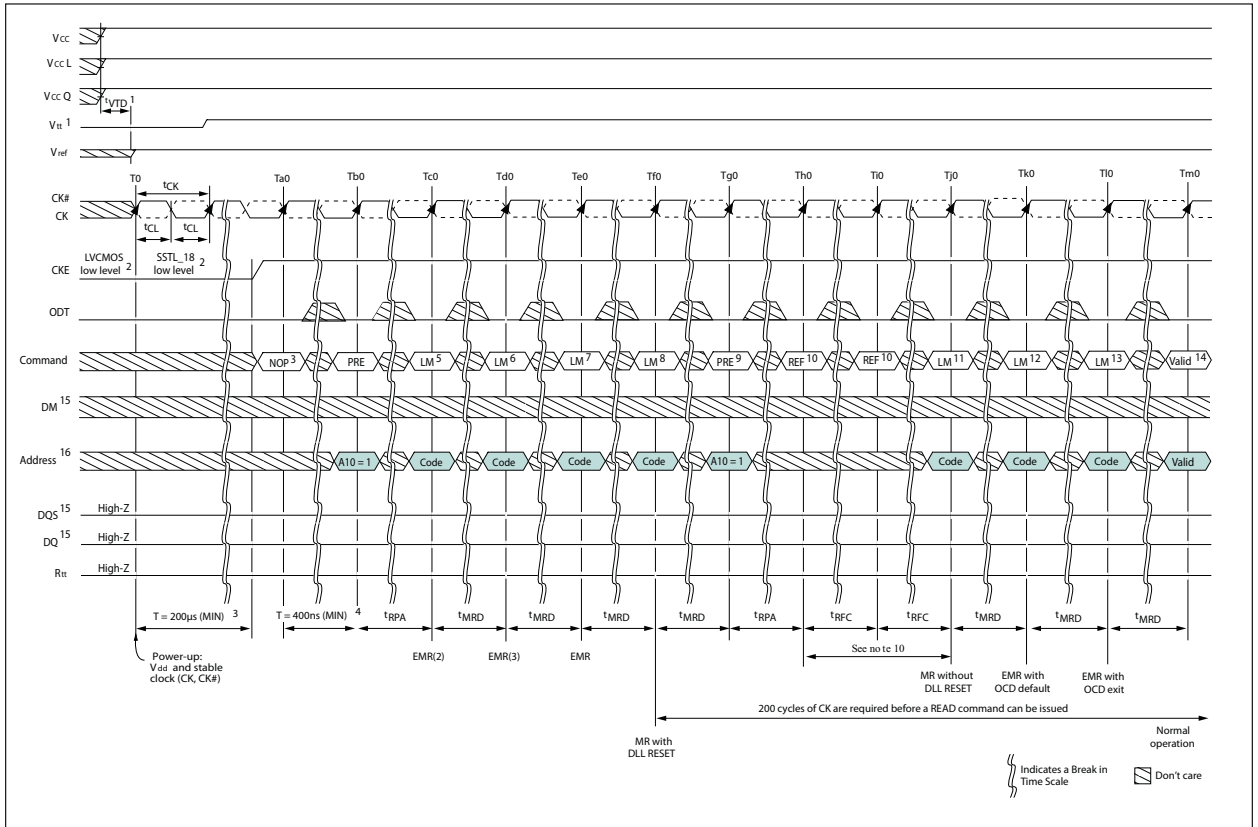 Vcc
Vcc L
Vcc Q
tVTD 1
Vtt 1
Vref
T0 Ta0 Tb0 Tc0 Td0 Te0 Tf0 Tg0 Th0 Ti0 Tj0 Tk0 Tl0 Tm0
tCK
CK#
CK
tCL tCL
LVCMOS low level 2
SSTL_18 low level 2
CKE
ODT
Command NOP 3 PRE LM 5 LM 6 LM 7 LM 8 PRE 9 REF 10 REF 10 LM 11 LM 12 LM 13 Valid 14
DM 15
Address 16 A10 = 1 Code Code Code Code A10 = 1 Code Code Code Valid
DQS 15 High-Z
DQ 15 High-Z
Rtt High-Z
T = 200µs (MIN) 3 T = 400ns (MIN) 4 tRPA tMRD tMRD tMRD tMRD tRPA tRFC tRFC tMRD tMRD tMRD
EMR(2) EMR(3) EMR
See note 10
Power-up:
Vdd and stable
clock (CK, CK#)
MR without
DLL RESET
EMR with
OCD default
EMR with
OCD exit
200 cycles of CK are required before a READ command can be issued
MR with
DLL RESET
Normal
operation
Indicates a Break in
Time Scale
Don't care